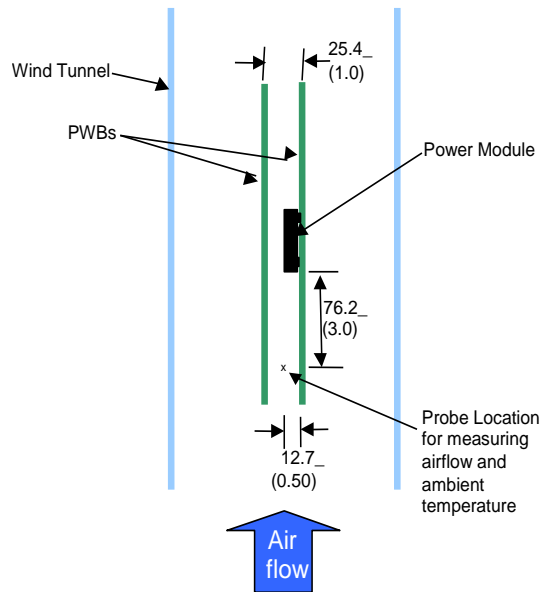 25.4_
(1.0)
Wind Tunnel
PWBs
Power Module
76.2_
(3.0)
x
Probe Location
for measuring
airflow and
ambient
temperature
12.7_
(0.50)
Air
flow